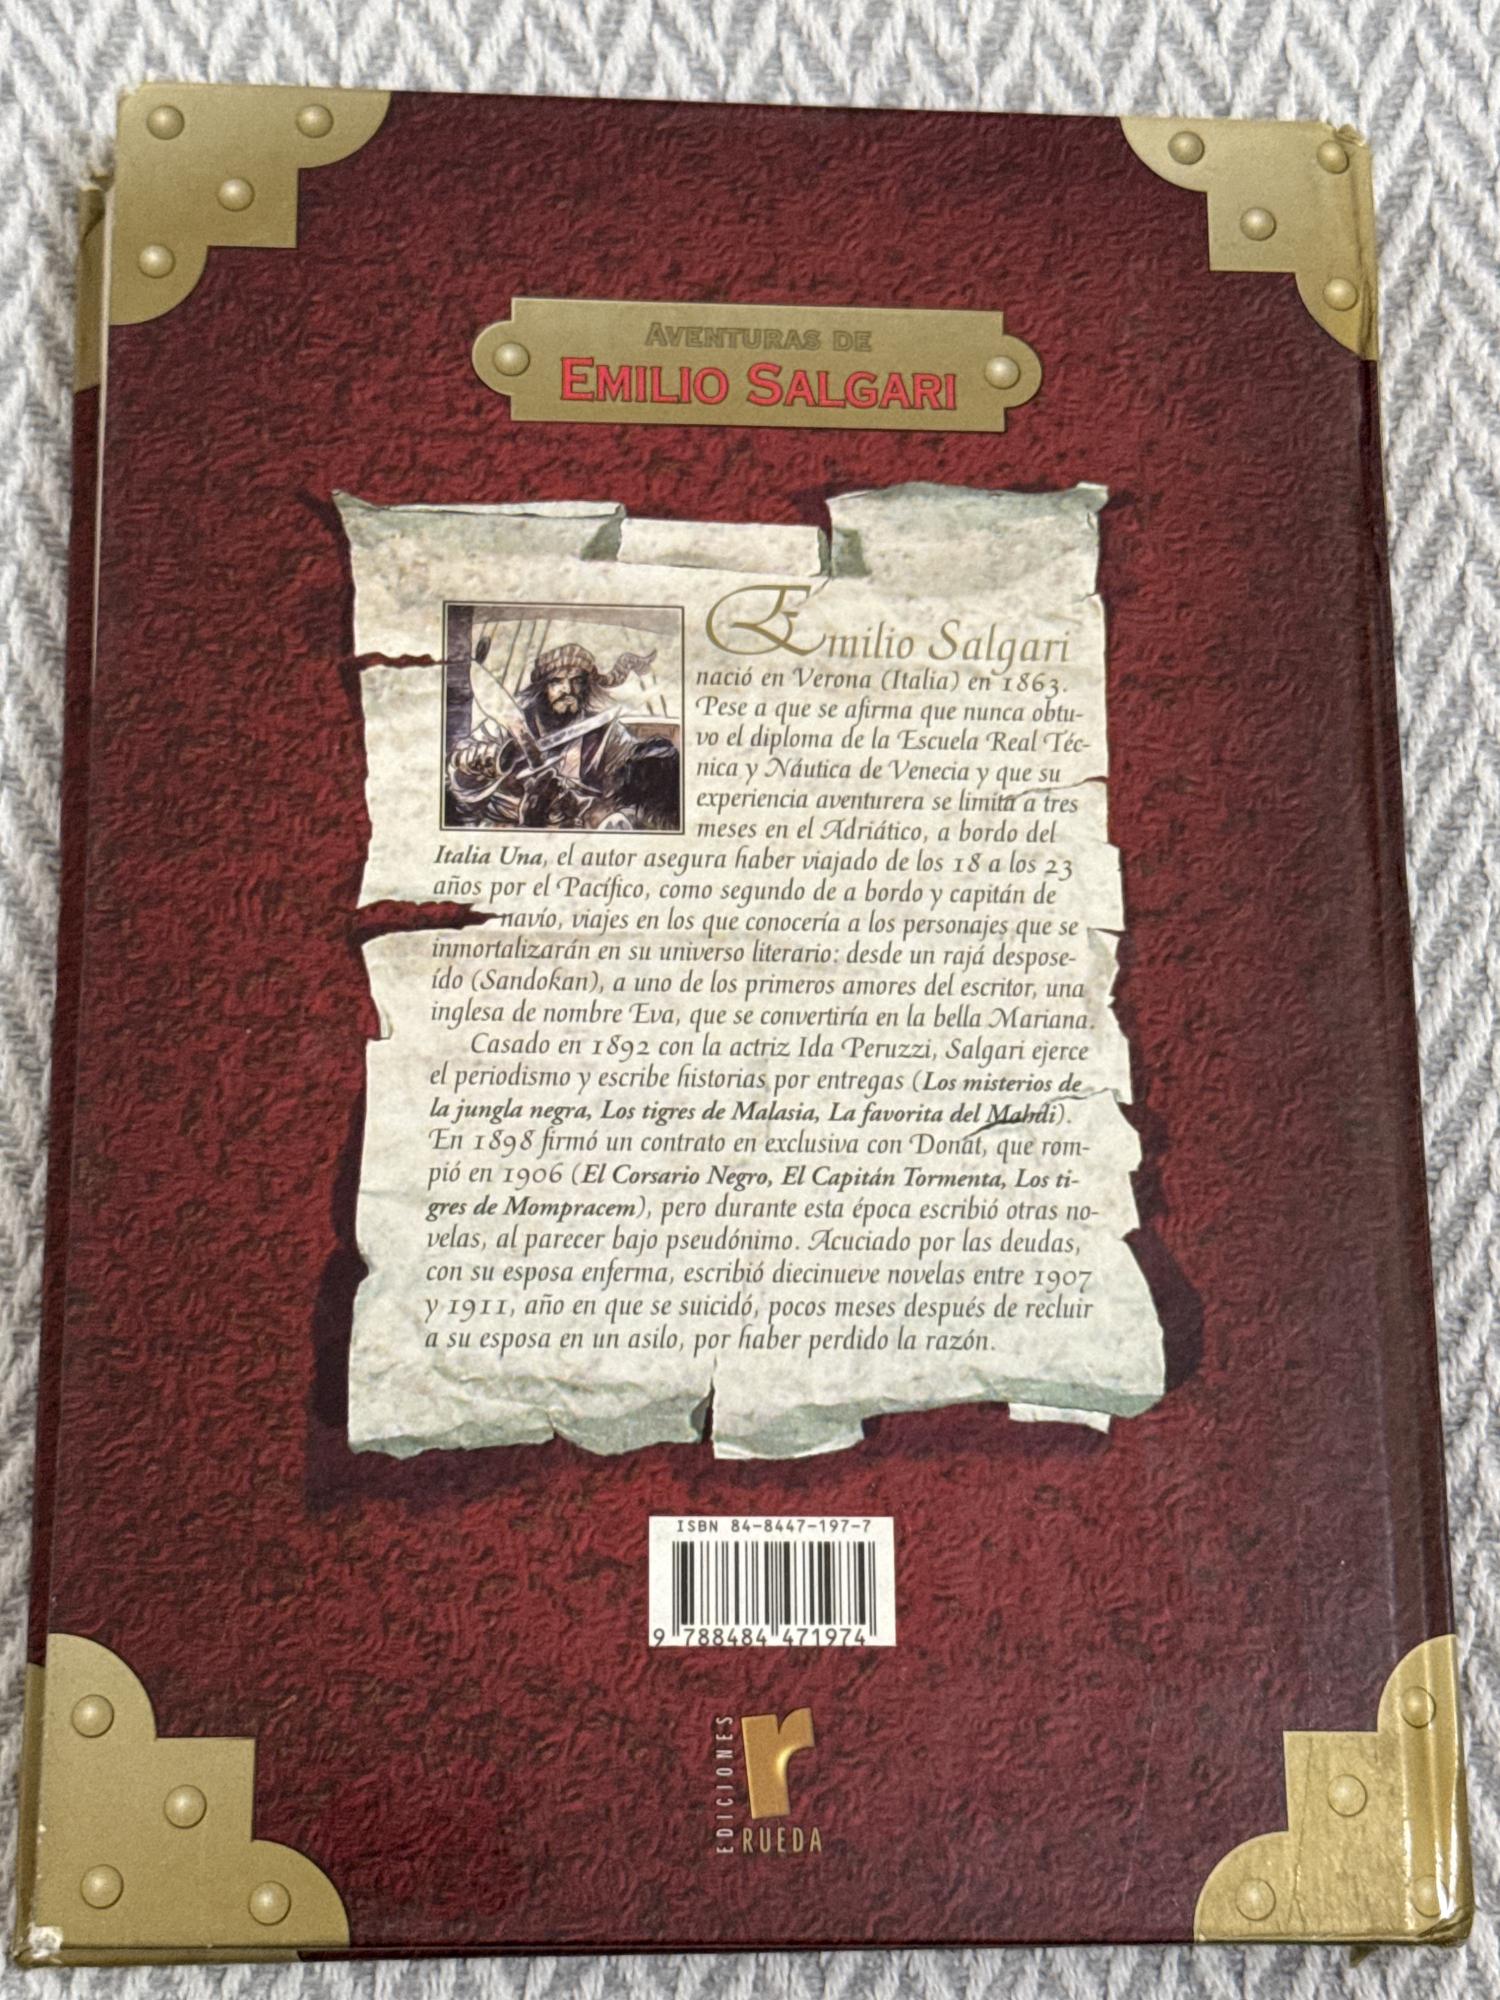 AVENTURAS DE
EMILIO SALGARI
Emilio Salgari
nació en Verona (Italia) en 1863.
Pese a que se afirma que nunca obtu-
vo el diploma de la Escuela Real Téc-
nica y Náutica de Venecia y que su
experiencia aventurera se limita a tres
meses en el Adriático, a bordo del
Italia Una, el autor asegura haber viajado de los 18 a los 23
años por el Pacífico, como segundo de a bordo y capitán de
navío, viajes en los que conocería a los personajes que se
inmortalizarán en su universo literario: desde un rajá despose-
ído (Sandokan), a uno de los primeros amores del escritor, una
inglesa de nombre Eva, que se convertiría en la bella Mariana.
Casado en 1892 con la actriz Ida Peruzzi, Salgari ejerce
el periodismo y escribe historias por entregas (Los misterios de
la jungla negra, Los tigres de Malasia, La favorita del Mahdi).
En 1898 firmó un contrato en exclusiva con Donat, que rom-
pió en 1906 (El Corsario Negro, El Capitán Tormenta, Los ti-
gres de Mompracem), pero durante esta época escribió otras no-
velas, al parecer bajo pseudónimo. Acuciado por las deudas,
con su esposa enferma, escribió diecinueve novelas entre 1907
y 1911, año en que se suicidó, pocos meses después de recluir
a su esposa en un asilo, por haber perdido la razón.
ISBN 84-8447-197-7
9 788484 471974
EDICIONES
r
RUEDA